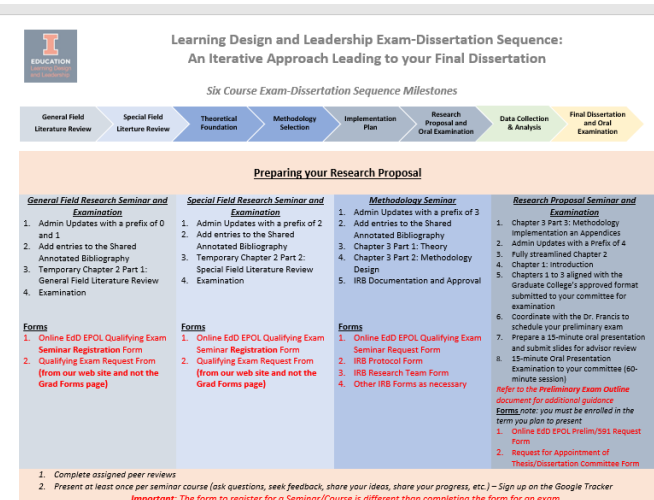 EDUCATION
Learning Design
and Leadership
Learning Design and Leadership Exam-Dissertation Sequence:
An Iterative Approach Leading to your Final Dissertation
Six Course Exam-Dissertation Sequence Milestones
General Field
Literature Review
Special Field
Literture Review
Theoretical
Foundation
Methodology
Selection
Implementation
Plan
Research
Proposal and
Oral Examination
Data Collection
& Analysis
Final Dissertation
and Oral
Examination
Preparing your Research Proposal
General Field Research Seminar and
Examination
1. Admin Updates with a prefix of 0
and 1
2. Add entries to the Shared
Annotated Bibliography
3. Temporary Chapter 2 Part 1:
General Field Literature Review
4. Examination
Forms
1. Online EdD EPOL Qualifying Exam
Seminar Registration Form
2. Qualifying Exam Request From
(from our web site and not the
Grad Forms page)
Special Field Research Seminar and
Examination
1. Admin Updates with a prefix of 2
2. Add entries to the Shared
Annotated Bibliography
3. Temporary Chapter 2 Part 2:
Special Field Literature Review
4. Examination
Forms
1. Online EdD EPOL Qualifying Exam
Seminar Registration Form
2. Qualifying Exam Request From
(from our web site and not the
Grad Forms page)
Methodology Seminar
1. Admin Updates with a prefix of 3
2. Add entries to the Shared
Annotated Bibliography
3. Chapter 3 Part 1: Theory
4. Chapter 3 Part 2: Methodology
Design
5. IRB Documentation and Approval
Forms
1. Online EdD EPOL Qualifying Exam
Seminar Request Form
2. IRB Protocol Form
3. IRB Research Team Form
4. Other IRB Forms as necessary
Research Proposal Seminar and
Examination
1. Chapter 3 Part 3: Methodology
Implementation an Appendices
2. Admin Updates with a Prefix of 4
3. Fully streamlined Chapter 2
4. Chapter 1: Introduction
5. Chapters 1 to 3 aligned with the
Graduate College's approved format
submitted to your committee for
examination
6. Coordinate with the Dr. Francis to
schedule your preliminary exam
7. Prepare a 15-minute oral presentation
and submit slides for advisor review
8. 15-minute Oral Presentation
Examination to your committee (60-
minute session)
Refer to the Preliminary Exam Outline
document for additional guidance
Forms note: you must be enrolled in the
term you plan to present
1. Online EdD EPOL Prelim/591 Request
Form
2. Request for Appointment of
Thesis/Dissertation Committee Form
1. Complete assigned peer reviews
2. Present at least once per seminar course (ask questions, seek feedback, share your ideas, share your progress, etc.) – Sign up on the Google Tracker
Important: The form to register for a Seminar/Course is different than completing the form for an exam